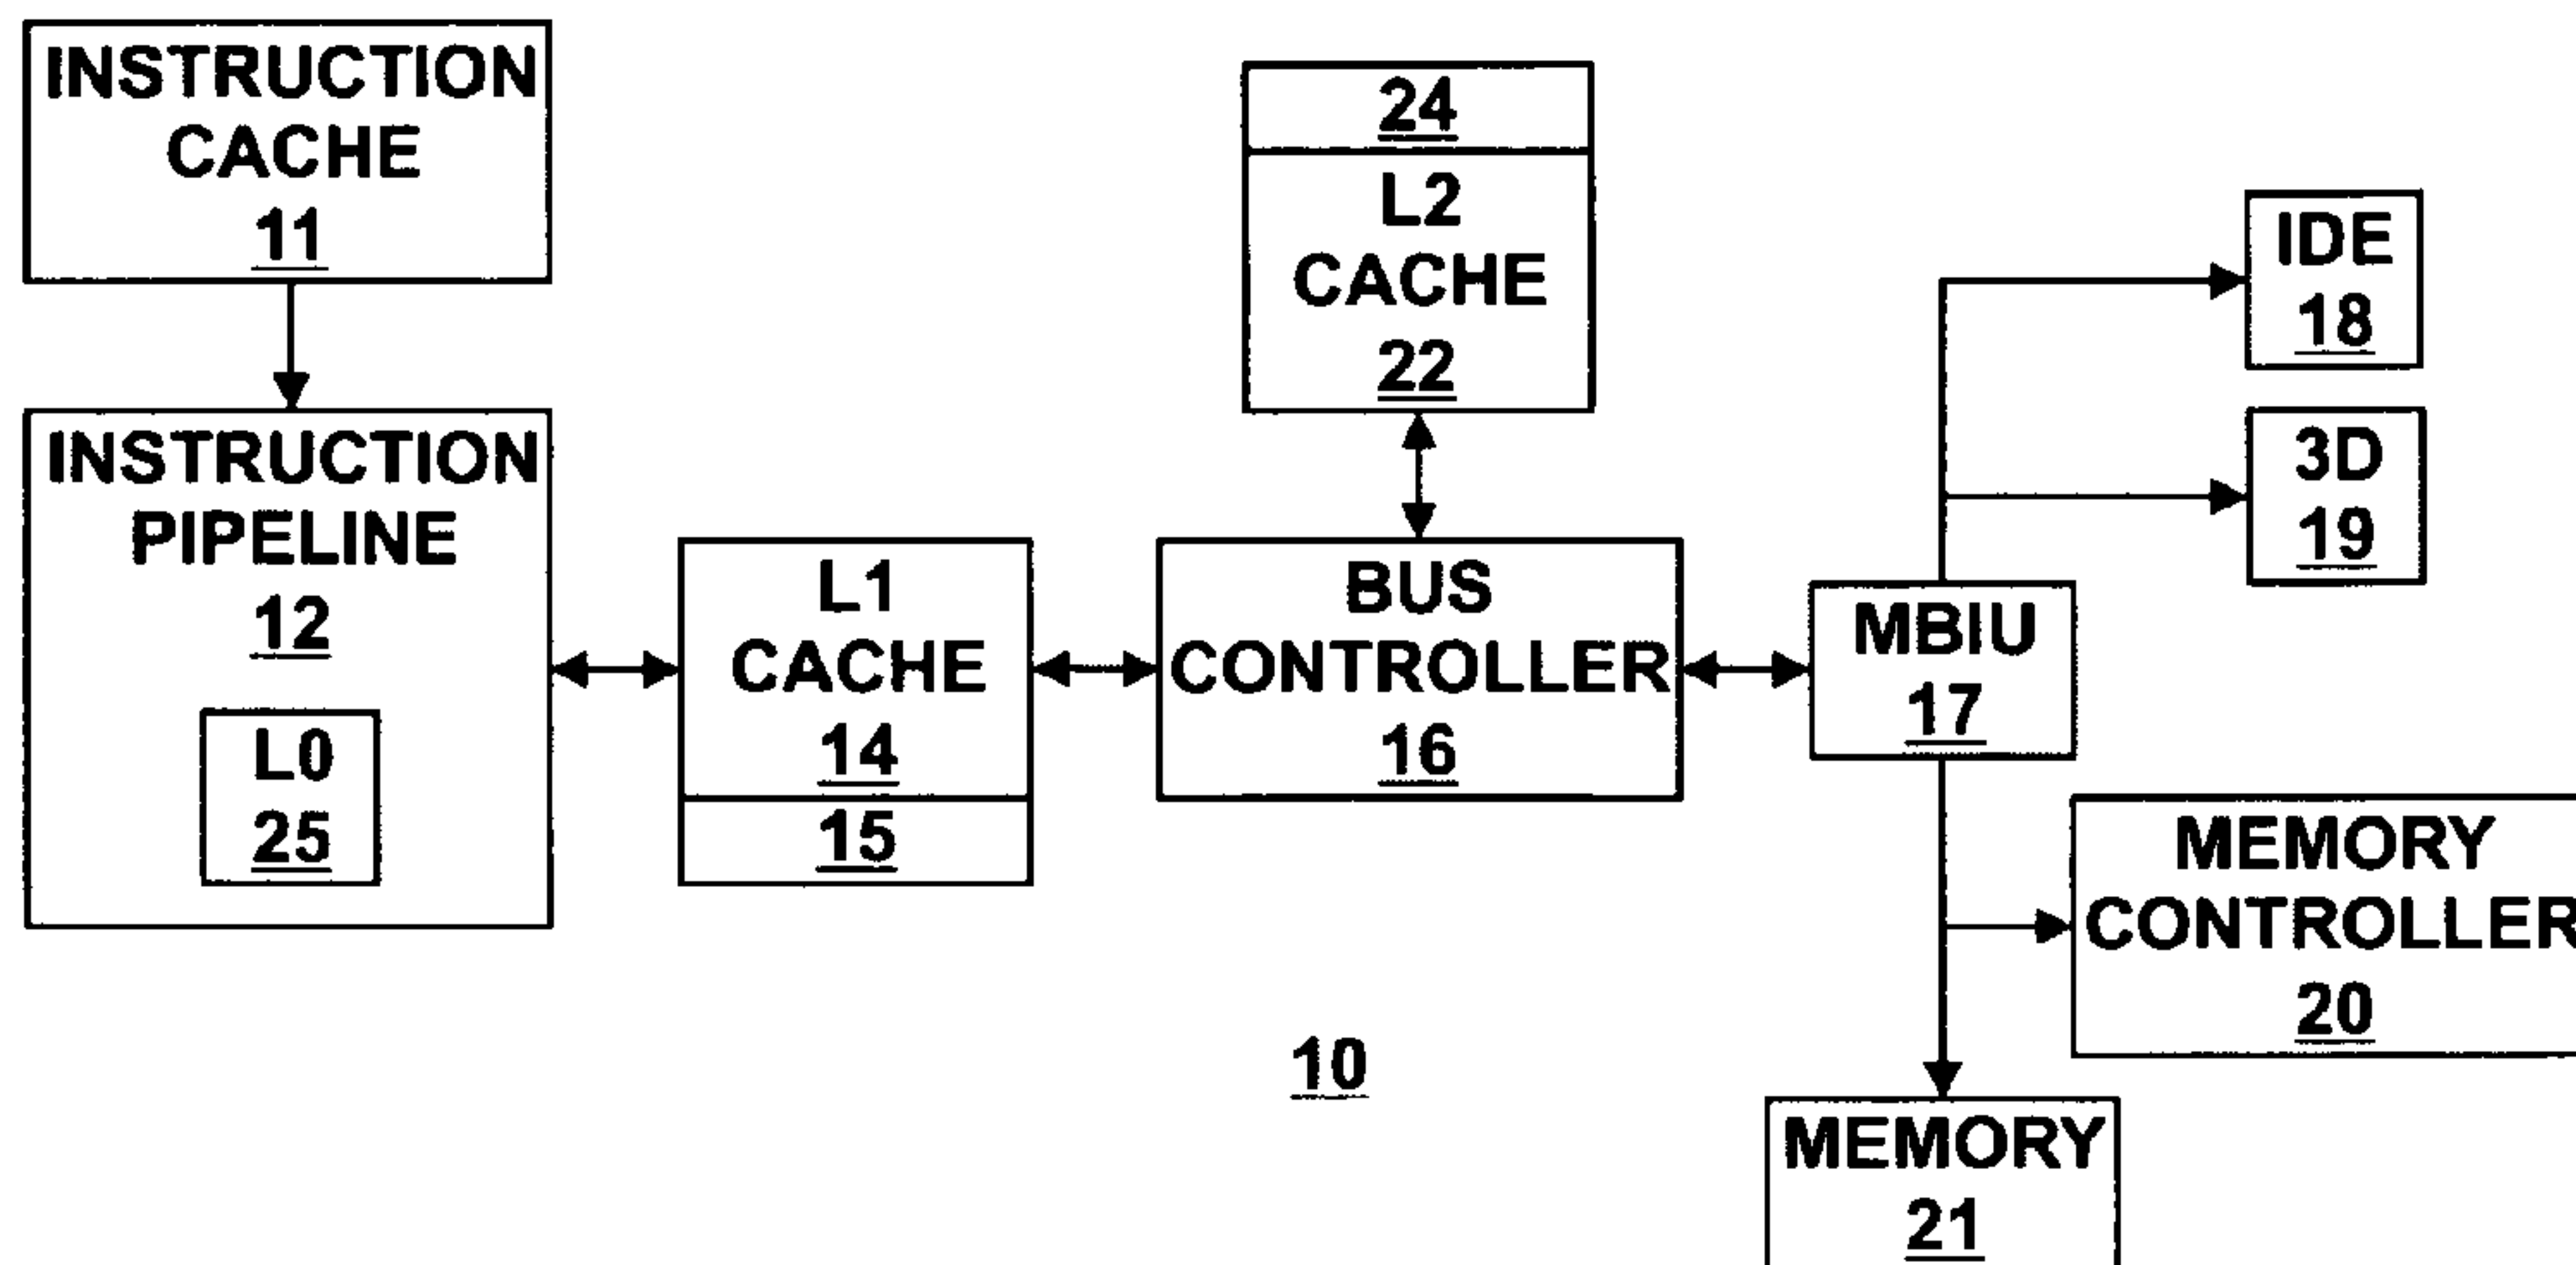 INSTRUCTION
CACHE
11
INSTRUCTION
PIPELINE
12
L0
25
L1
CACHE
14
15
24
L2
CACHE
22
BUS
CONTROLLER
16
MBIU
17
IDE
18
3D
19
MEMORY
CONTROLLER
20
MEMORY
21
10